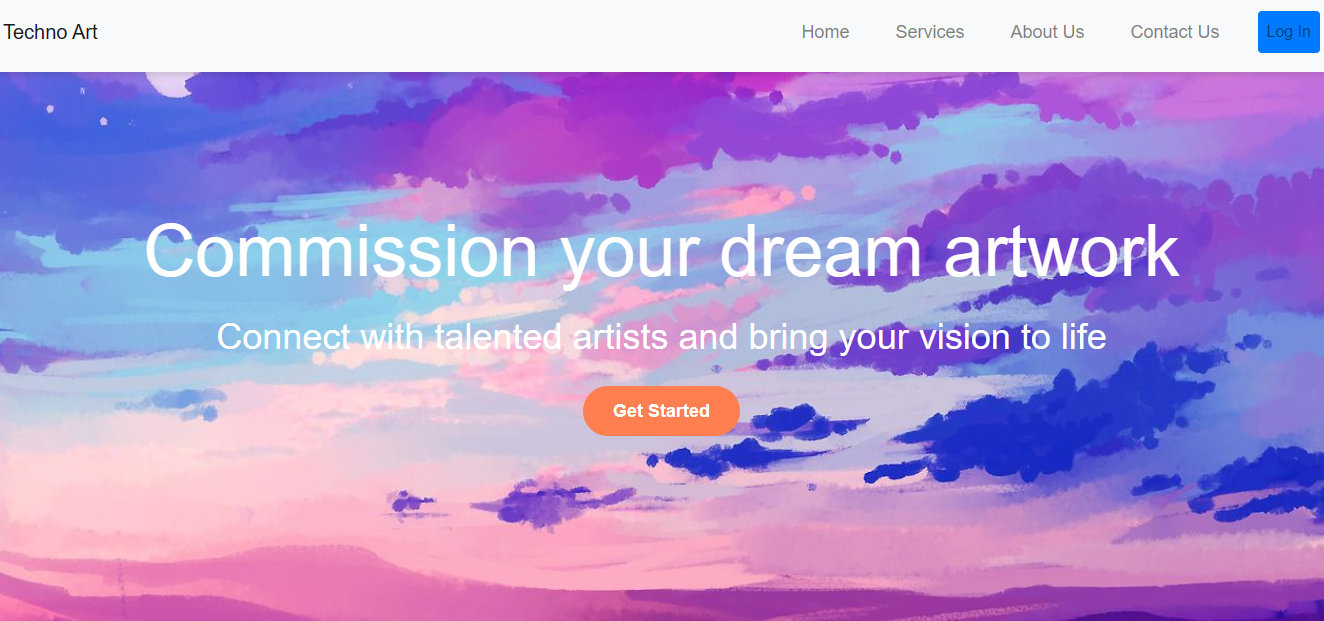 Techno Art
Home
Services
About Us
Contact Us
Log In
Commission your dream artwork
Connect with talented artists and bring your vision to life
Get Started